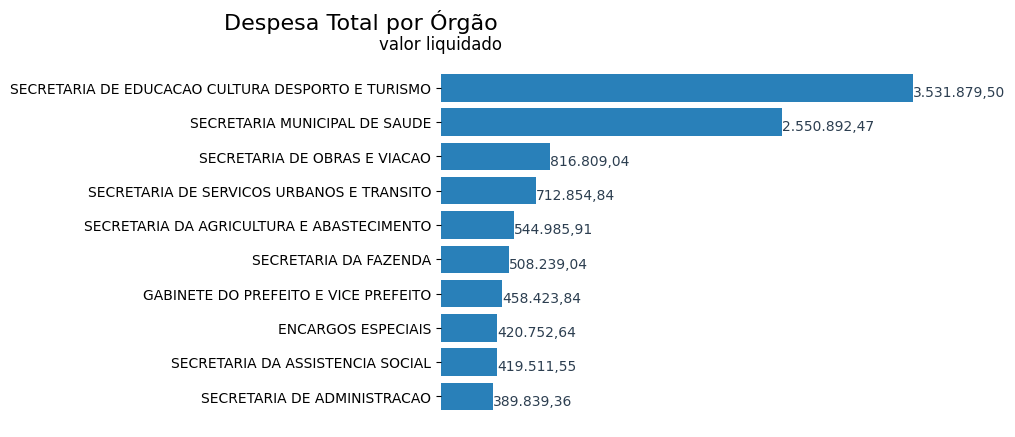 Despesa Total por Órgão
valor liquidado
SECRETARIA DE EDUCACAO CULTURA DESPORTO E TURISMO 3.531.879,50
SECRETARIA MUNICIPAL DE SAUDE 2.550.892,47
SECRETARIA DE OBRAS E VIACAO 816.809,04
SECRETARIA DE SERVICOS URBANOS E TRANSITO 712.854,84
SECRETARIA DA AGRICULTURA E ABASTECIMENTO 544.985,91
SECRETARIA DA FAZENDA 508.239,04
GABINETE DO PREFEITO E VICE PREFEITO 458.423,84
ENCARGOS ESPECIAIS 420.752,64
SECRETARIA DA ASSISTENCIA SOCIAL 419.511,55
SECRETARIA DE ADMINISTRACAO 389.839,36